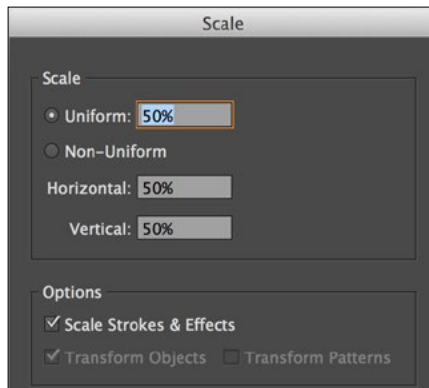 Scale
Scale
Uniform: 50%
Non-Uniform
Horizontal: 50%
Vertical: 50%
Options
Scale Strokes & Effects
Transform Objects Transform Patterns